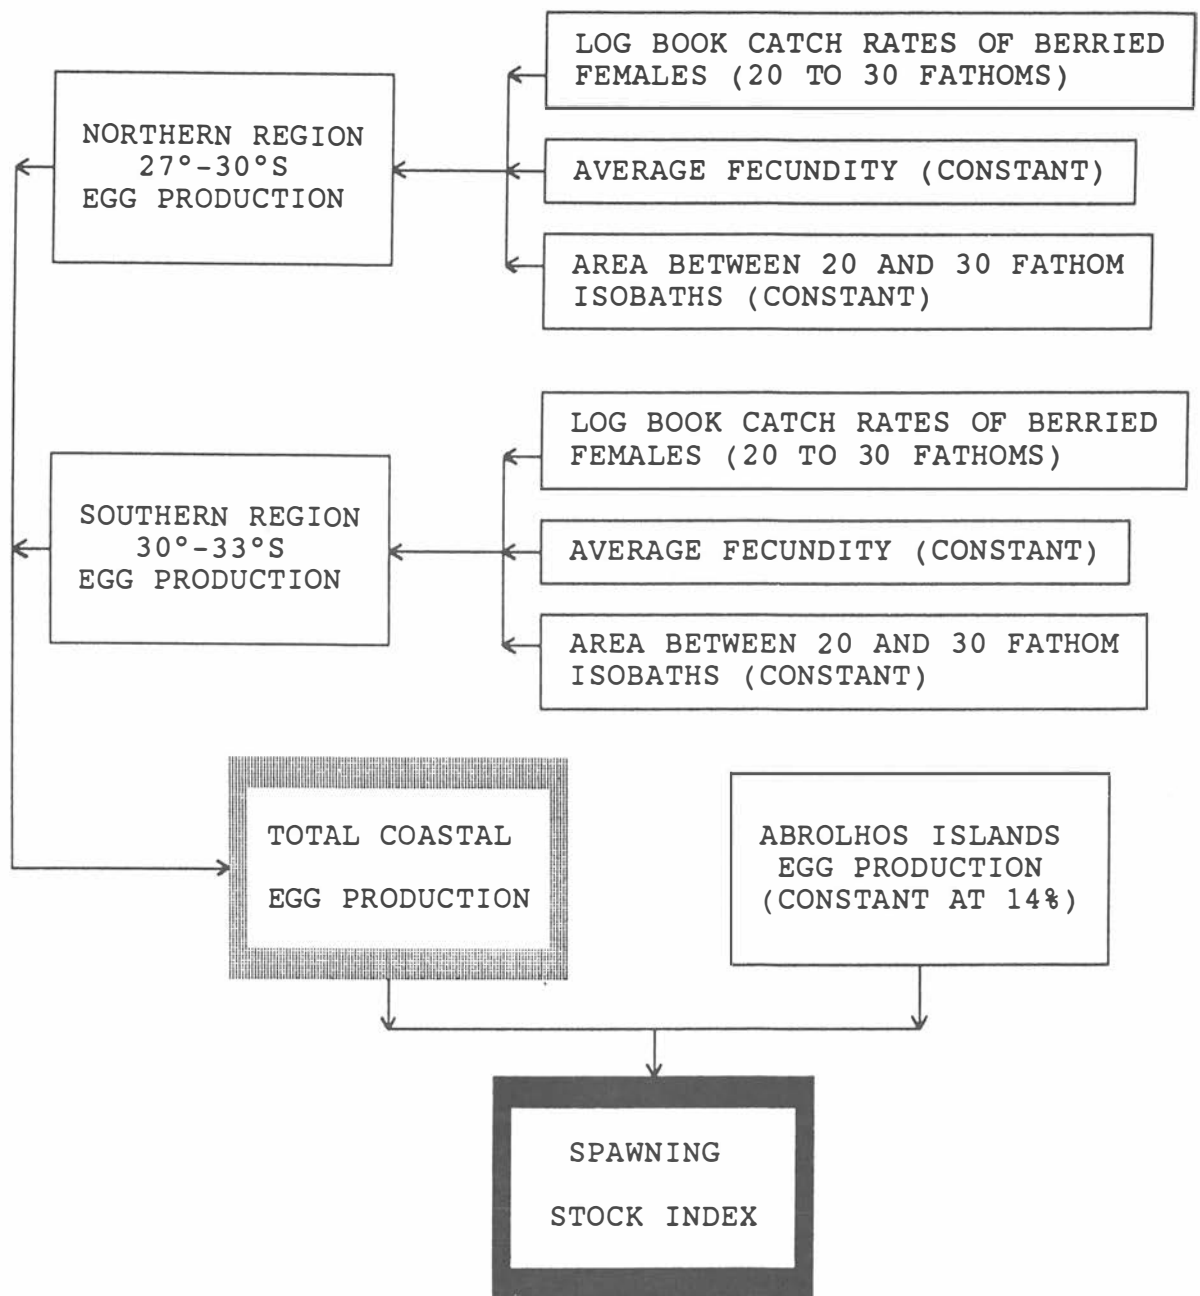 LOG BOOK CATCH RATES OF BERRIED
FEMALES (20 TO 30 FATHOMS)
NORTHERN REGION
27°-30°S
EGG PRODUCTION
AVERAGE FECUNDITY (CONSTANT)
AREA BETWEEN 20 AND 30 FATHOM
ISOBATHS (CONSTANT)
LOG BOOK CATCH RATES OF BERRIED
FEMALES (20 TO 30 FATHOMS)
SOUTHERN REGION
30°-33°S
EGG PRODUCTION
AVERAGE FECUNDITY (CONSTANT)
AREA BETWEEN 20 AND 30 FATHOM
ISOBATHS (CONSTANT)
TOTAL COASTAL
EGG PRODUCTION
ABROLHOS ISLANDS
EGG PRODUCTION
(CONSTANT AT 14%)
SPAWNING
STOCK INDEX